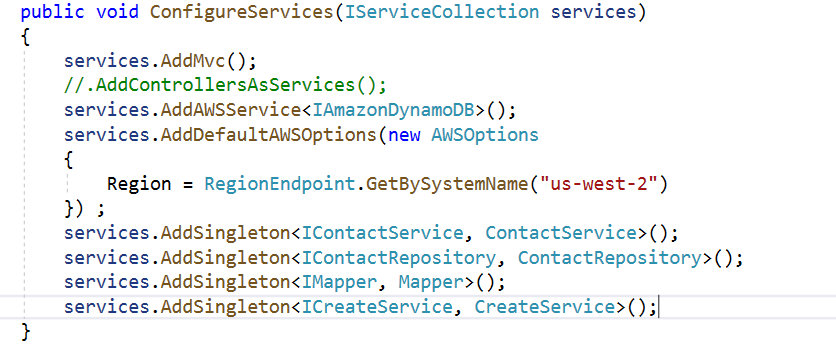 public void ConfigureServices(IServiceCollection services)
{
    services.AddMvc();
    //.AddControllersAsServices();
    services.AddAWSService<IAmazonDynamoDB>();
    services.AddDefaultAWSOptions(new AWSOptions
    {
        Region = RegionEndpoint.GetBySystemName("us-west-2")
    }) ;
    services.AddSingleton<IContactService, ContactService>();
    services.AddSingleton<IContactRepository, ContactRepository>();
    services.AddSingleton<IMapper, Mapper>();
    services.AddSingleton<ICreateService, CreateService>();
}